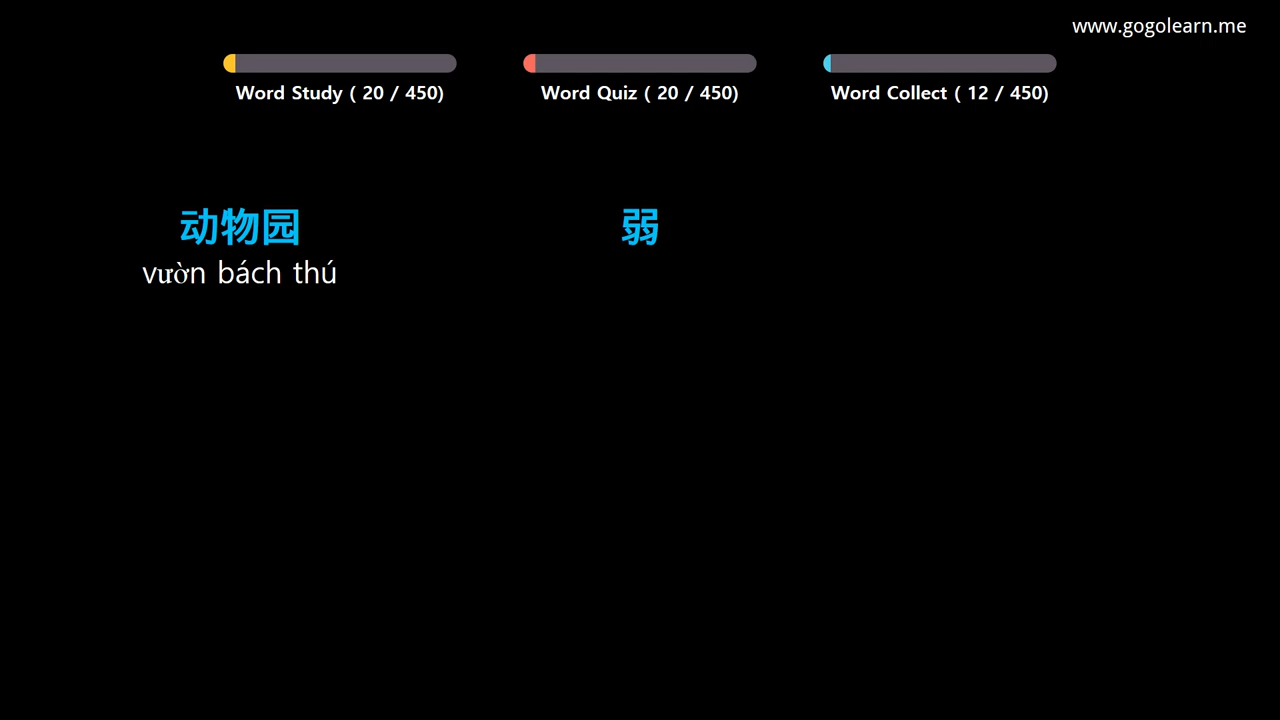 www.gogolearn.me
Word Study ( 20 / 450)
Word Quiz ( 20 / 450)
Word Collect ( 12 / 450)
动物园
vườn bách thú
弱